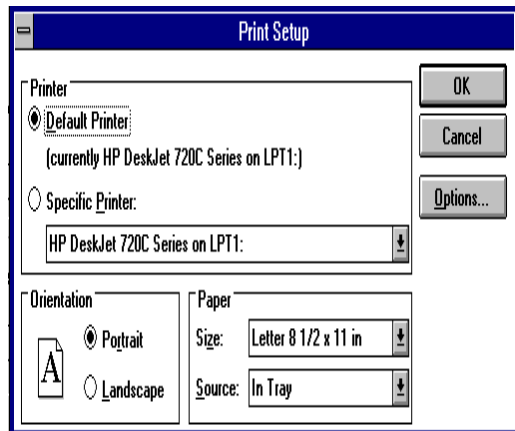 Print Setup
Printer
Default Printer
(currently HP DeskJet 720C Series on LPT1:)
Specific Printer:
HP DeskJet 720C Series on LPT1:
OK
Cancel
Options...
Orientation
A
Portrait
Landscape
Paper
Size: Letter 8 1/2 x 11 in
Source: In Tray